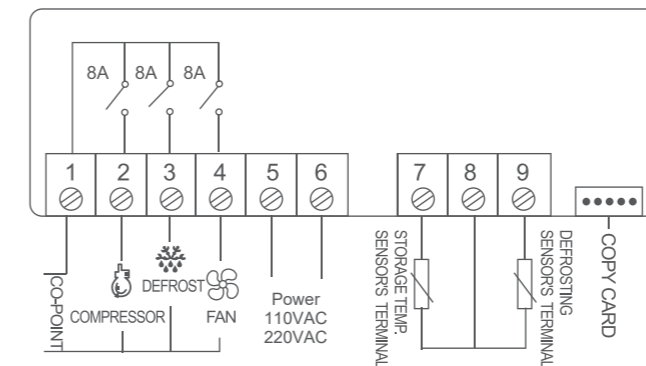 8A 8A 8A
1 2 3 4 5 6 7 8 9
CO-POINT
COMPRESSOR
DEFROST
FAN
Power
110VAC
220VAC
STORAGE TEMP.
SENSOR'S TERMINAL
DEFROSTING
SENSOR'S TERMINAL
COPY CARD